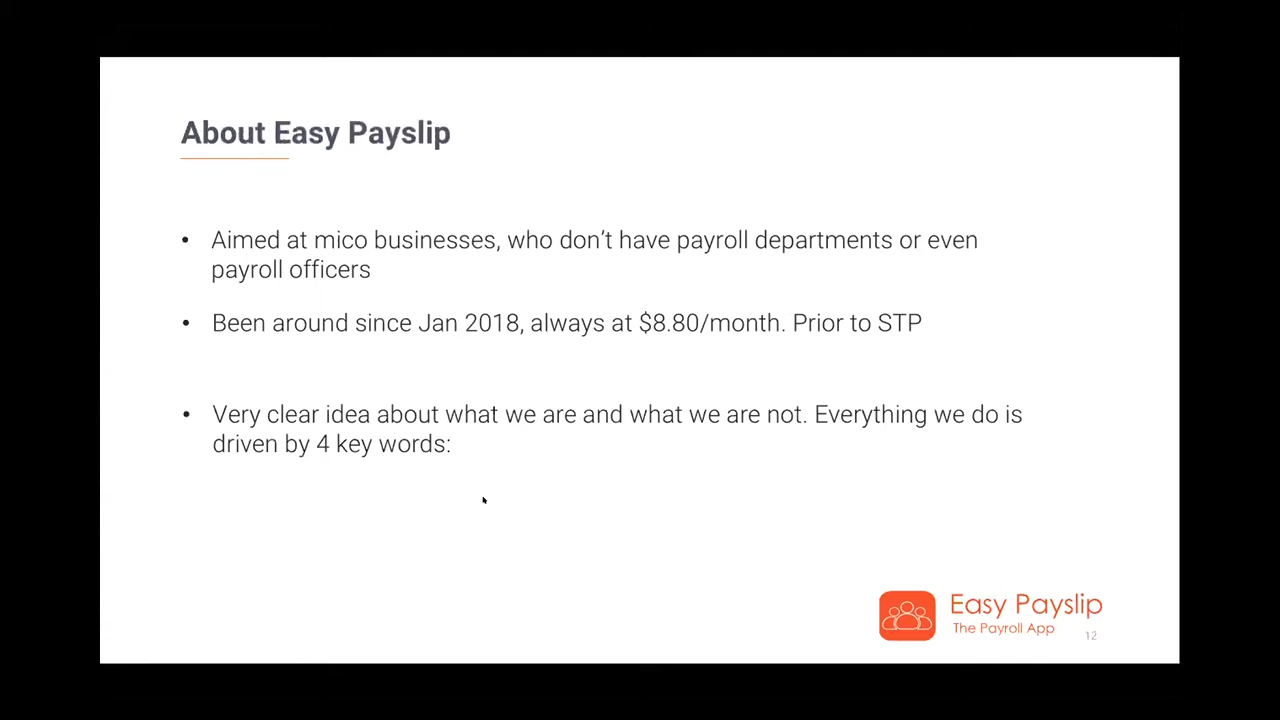 About Easy Payslip
• Aimed at mico businesses, who don’t have payroll departments or even
payroll officers
• Been around since Jan 2018, always at $8.80/month. Prior to STP
• Very clear idea about what we are and what we are not. Everything we do is
driven by 4 key words:
Easy Payslip
The Payroll App
12